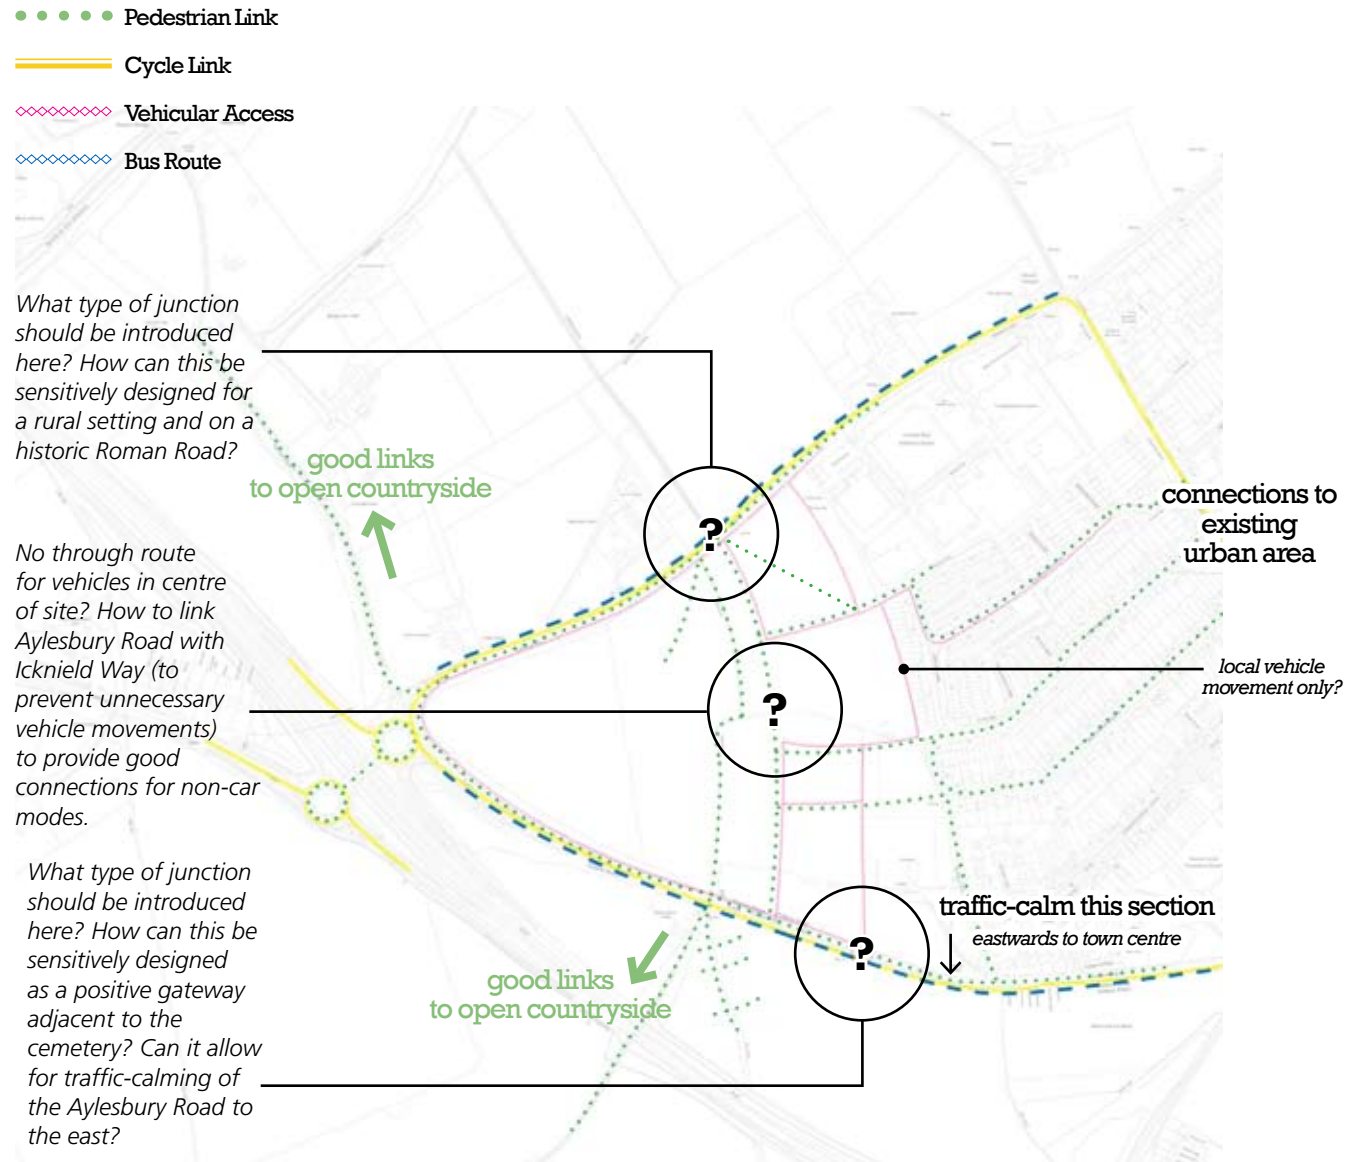 Pedestrian Link
Cycle Link
Vehicular Access
Bus Route
What type of junction
should be introduced
here? How can this be
sensitively designed for
a rural setting and on a
historic Roman Road?
good links
to open countryside
?
connections to
existing
urban area
No through route
for vehicles in centre
of site? How to link
Aylesbury Road with
Icknield Way (to
prevent unnecessary
vehicle movements)
to provide good
connections for non-car
modes.
?
local vehicle
movement only?
What type of junction
should be introduced
here? How can this be
sensitively designed
as a positive gateway
adjacent to the
cemetery? Can it allow
for traffic-calming of
the Aylesbury Road to
the east?
good links
to open countryside
?
traffic-calm this section
eastwards to town centre